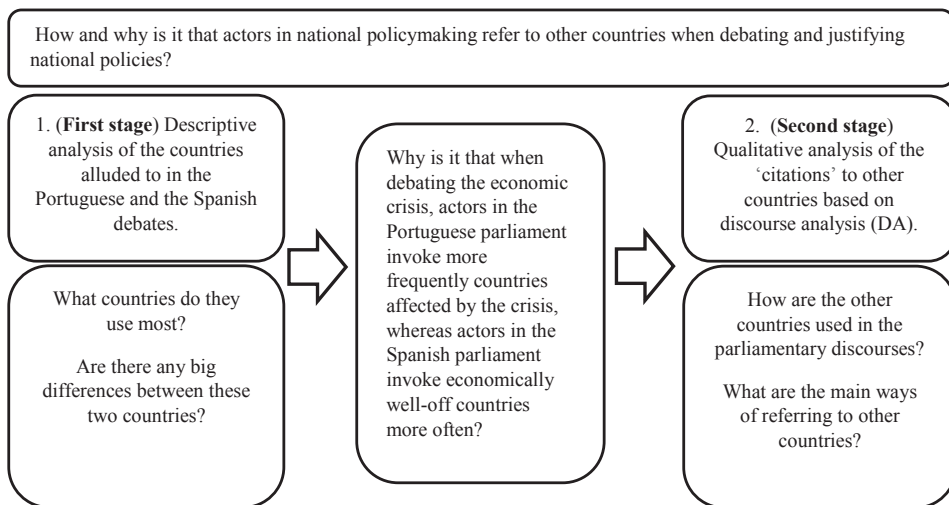 How and why is it that actors in national policymaking refer to other countries when debating and justifying
national policies?
1. (First stage) Descriptive
analysis of the countries
alluded to in the
Portuguese and the Spanish
debates.
What countries do they
use most?
Are there any big
differences between these
two countries?
Why is it that when
debating the economic
crisis, actors in the
Portuguese parliament
invoke more
frequently countries
affected by the crisis,
whereas actors in the
Spanish parliament
invoke economically
well-off countries
more often?
2. (Second stage)
Qualitative analysis of the
‘citations’ to other
countries based on
discourse analysis (DA).
How are the other
countries used in the
parliamentary discourses?
What are the main ways
of referring to other
countries?